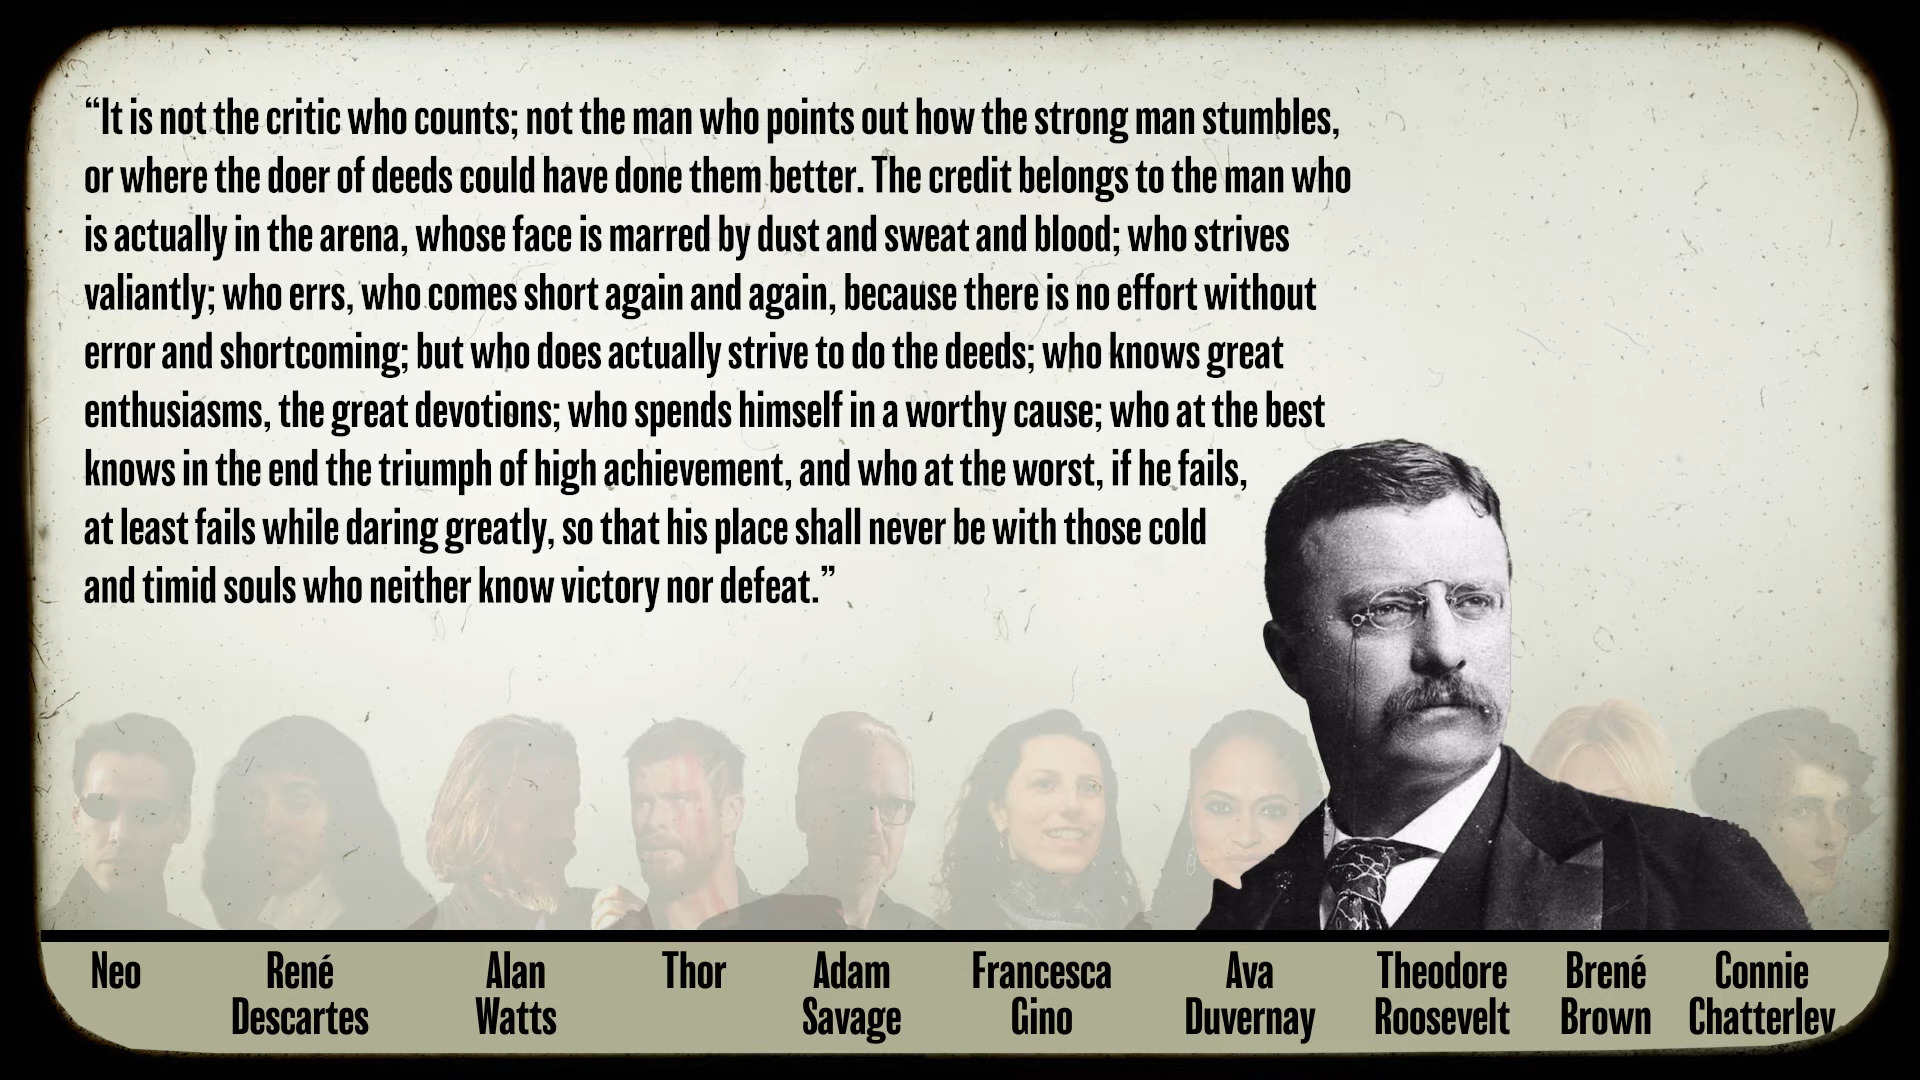 “It is not the critic who counts; not the man who points out how the strong man stumbles,
or where the doer of deeds could have done them better. The credit belongs to the man who
is actually in the arena, whose face is marred by dust and sweat and blood; who strives
valiantly; who errs, who comes short again and again, because there is no effort without
error and shortcoming; but who does actually strive to do the deeds; who knows great
enthusiasms, the great devotions; who spends himself in a worthy cause; who at the best
knows in the end the triumph of high achievement, and who at the worst, if he fails,
at least fails while daring greatly, so that his place shall never be with those cold
and timid souls who neither know victory nor defeat.”
Neo
René
Descartes
Alan
Watts
Thor
Adam
Savage
Francesca
Gino
Ava
Duvernay
Theodore
Roosevelt
Brené
Brown
Connie
Chatterley